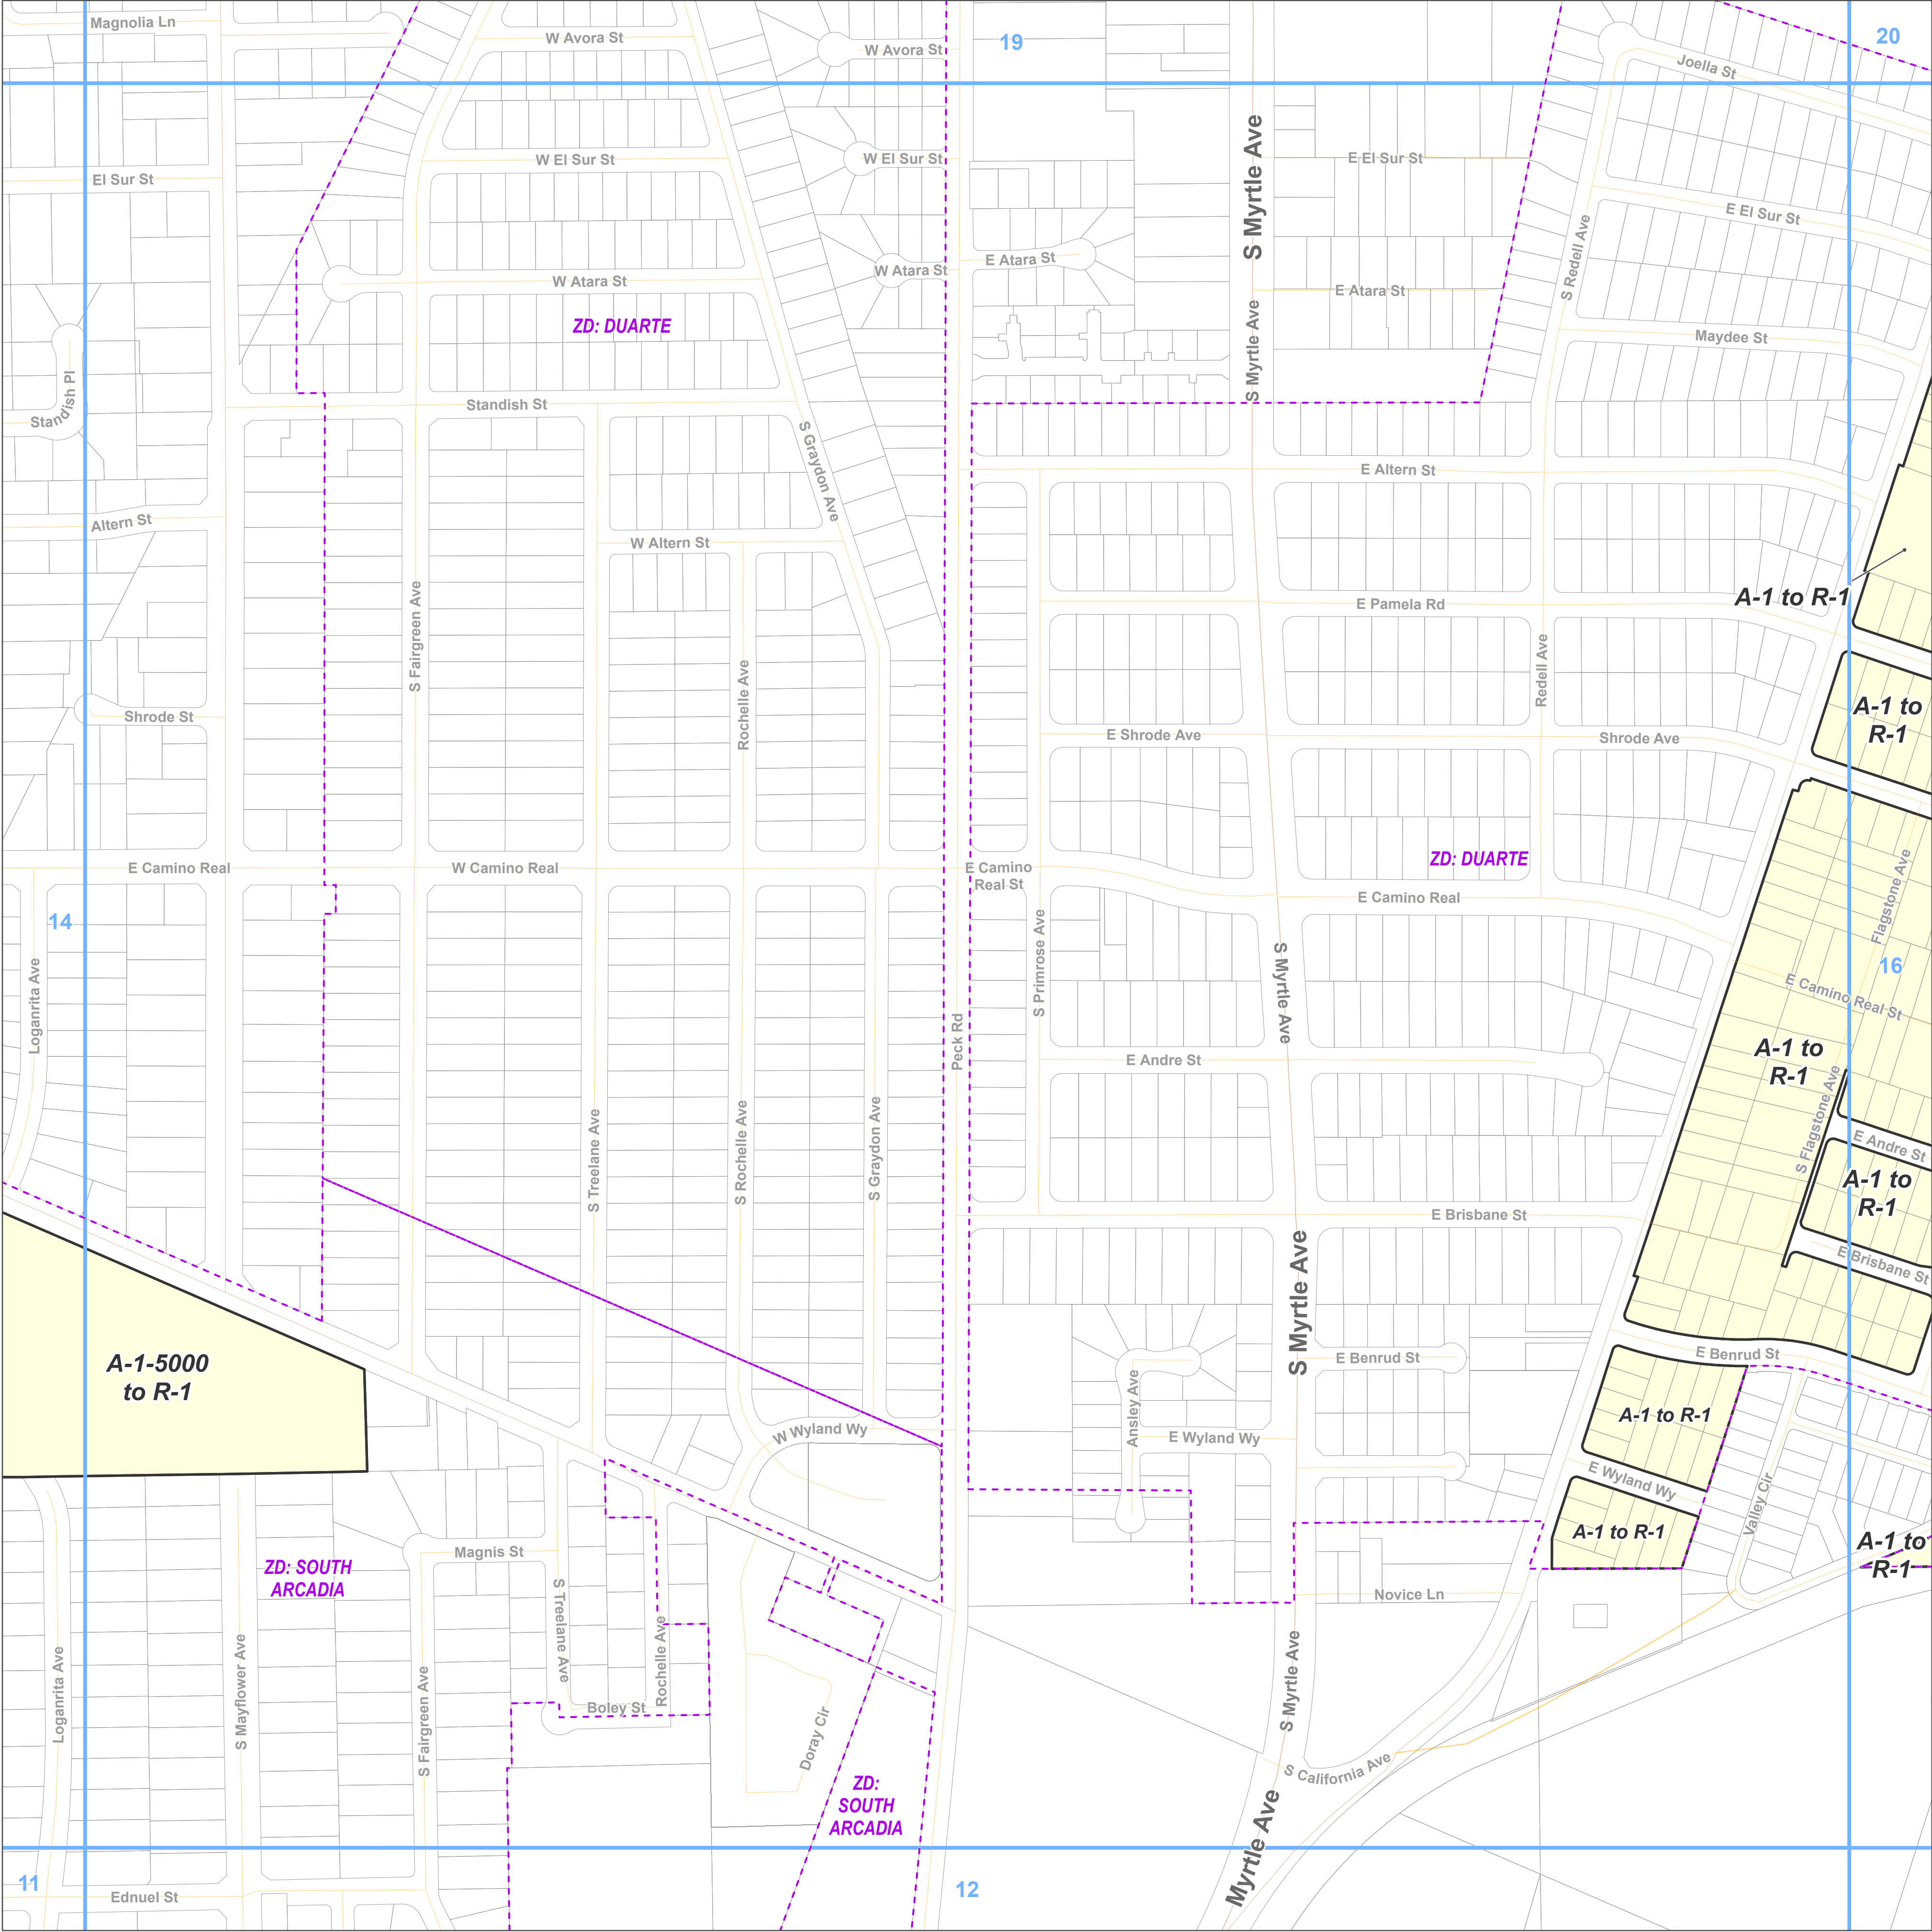 Magnolia Ln
W Avora St
W Avora St
19
20
Joella St
S Myrtle Ave
W El Sur St
W El Sur St
E El Sur St
El Sur St
E El Sur St
S Redell Ave
W Atara St
W Atara St
E Atara St
E Atara St
ZD: DUARTE
S Myrtle Ave
Maydee St
Standish Pl
Standish St
S Graydon Ave
E Altern St
Altern St
W Altern St
A-1 to R-1
E Pamela Rd
S Fairgreen Ave
Rochelle Ave
Redell Ave
A-1 to
R-1
Shrode St
E Shrode Ave
Shrode Ave
E Camino Real
W Camino Real
E Camino
Real St
ZD: DUARTE
E Camino Real
Flagstone Ave
14
16
Loganrita Ave
S Primrose Ave
S Myrtle Ave
E Camino Real St
Peck Rd
A-1 to
R-1
E Andre St
S Flagstone Ave
E Andre St
S Treelane Ave
S Rochelle Ave
S Graydon Ave
A-1 to
R-1
E Brisbane St
E Brisbane St
S Myrtle Ave
A-1-5000
to R-1
E Benrud St
E Benrud St
Ansley Ave
A-1 to R-1
W Wyland Wy
E Wyland Wy
E Wyland Wy
Valley Cir
A-1 to R-1
A-1 to
R-1
Magnis St
ZD: SOUTH
ARCADIA
S Treelane Ave
Novice Ln
Loganrita Ave
S Mayflower Ave
S Fairgreen Ave
Rochelle Ave
Boley St
Doray Cir
S Myrtle Ave
S California Ave
ZD:
SOUTH
ARCADIA
Myrtle Ave
11
Ednuel St
12